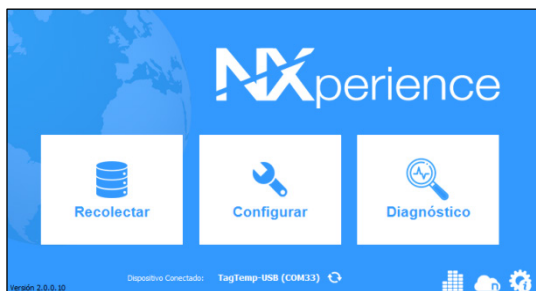 NXperience
Recolectar
Configurar
Diagnóstico
Dispositivo Conectado: TagTemp-USB (COM33)
Versión 2.0.0.10